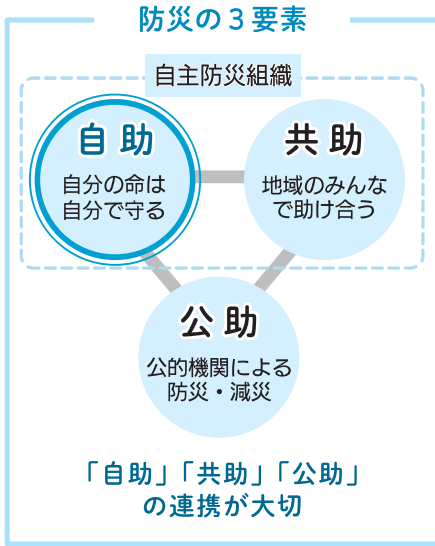 防災の3要素
自主防災組織
自助
自分の命は
自分で守る
共助
地域のみんな
で助け合う
公助
公的機関による
防災・減災
「自助」「共助」「公助」
の連携が大切